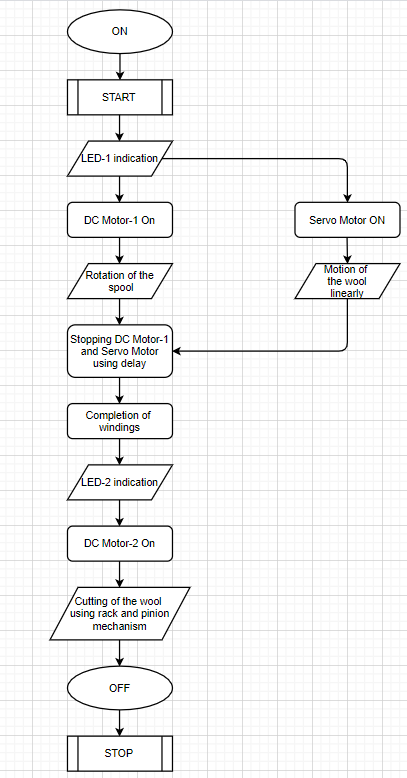 ON
START
LED-1 indication
DC Motor-1 On
Servo Motor ON
Rotation of the
spool
Motion of
the wool
linearly
Stopping DC Motor-1
and Servo Motor
using delay
Completion of
windings
LED-2 indication
DC Motor-2 On
Cutting of the wool
using rack and pinion
mechanism
OFF
STOP